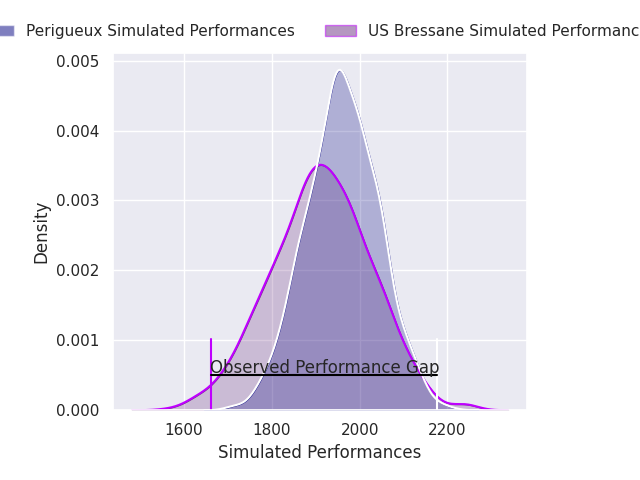 Perigueux Simulated Performances
US Bressane Simulated Performanc
0.005
0.004
0.003
0.002
0.001
0.000
Density
Observed Performance Gap
1600 1800 2000 2200
Simulated Performances